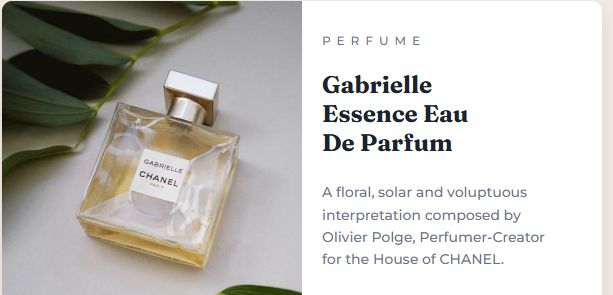 GABRIELLE
CHANEL
PARIS
PERFUME
Gabrielle
Essence Eau
De Parfum
A floral, solar and voluptuous
interpretation composed by
Olivier Polge, Perfumer-Creator
for the House of CHANEL.